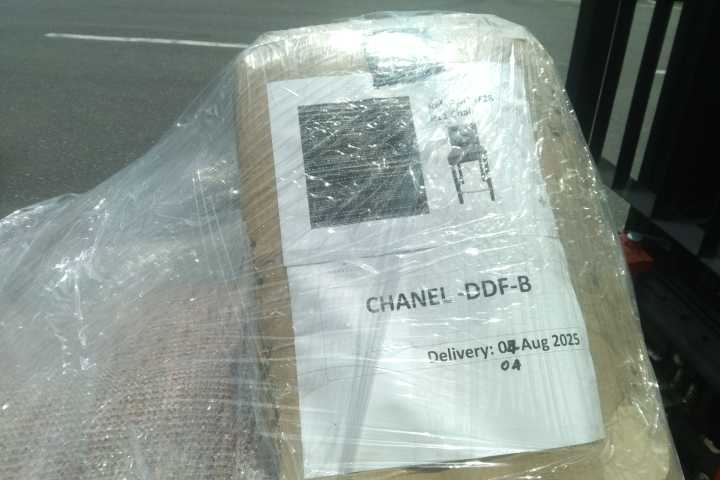 CHANEL -DDF-B
Delivery: 04 Aug 2025
04